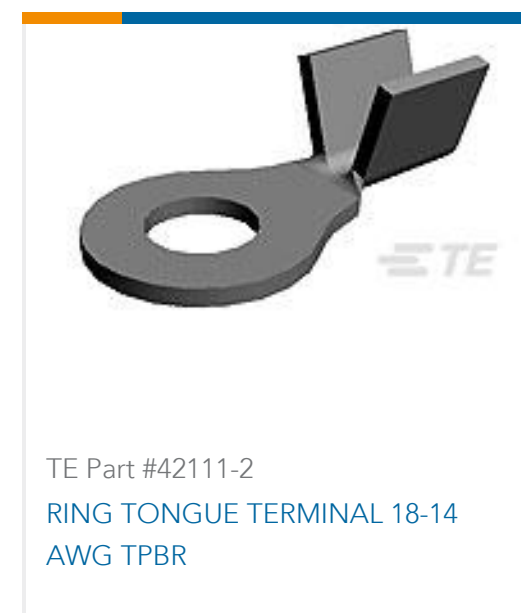 TE
TE Part #42111-2
RING TONGUE TERMINAL 18-14
AWG TPBR